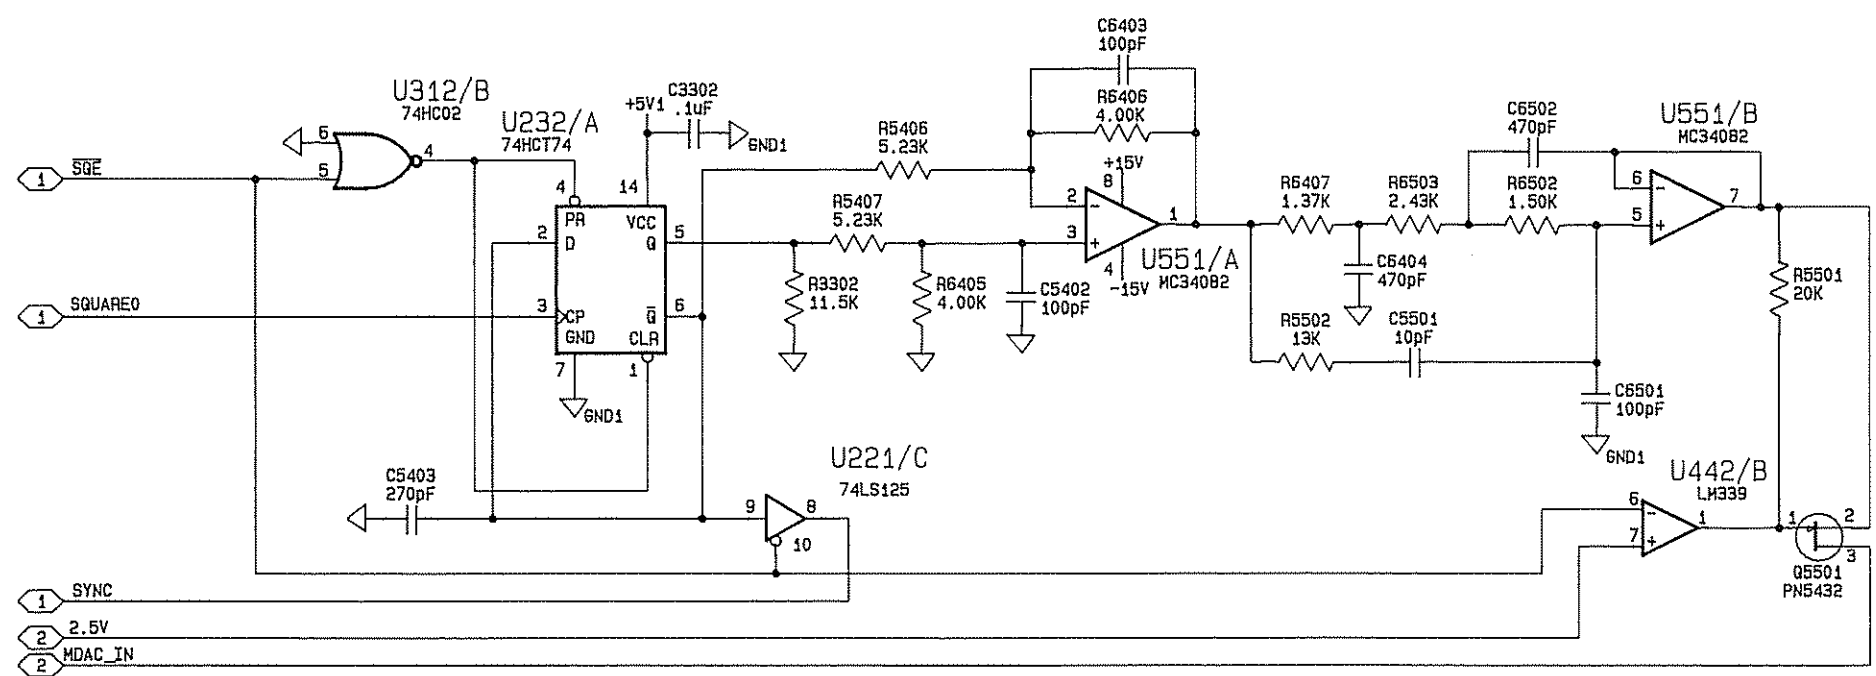 C6403
100pF
U312/B
74HC02
C3302
.1uF
+5V1
GND1
R6406
4.00K
C6502
470pF
U551/B
MC34082
U232/A
74HCT74
R5406
5.23K
6
5
4
1
SQE
4
14
PR
VCC
2
D
Q
5
R5407
5.23K
+15V
8
2
-
3
+
1
4
-15V
U551/A
MC34082
R6407
1.37K
R6503
2.43K
R6502
1.50K
6
-
5
+
7
1
SQUARE0
3
CP
Q
6
GND
CLR
7
1
GND1
R3302
11.5K
R6405
4.00K
C5402
100pF
C6404
470pF
R5501
20K
R5502
13K
C5501
10pF
C6501
100pF
GND1
C5403
270pF
U221/C
74LS125
9
8
10
U442/B
LM339
6
-
7
+
1
1
2
3
Q5501
PN5432
1
SYNC
2
2.5V
2
MDAC_IN